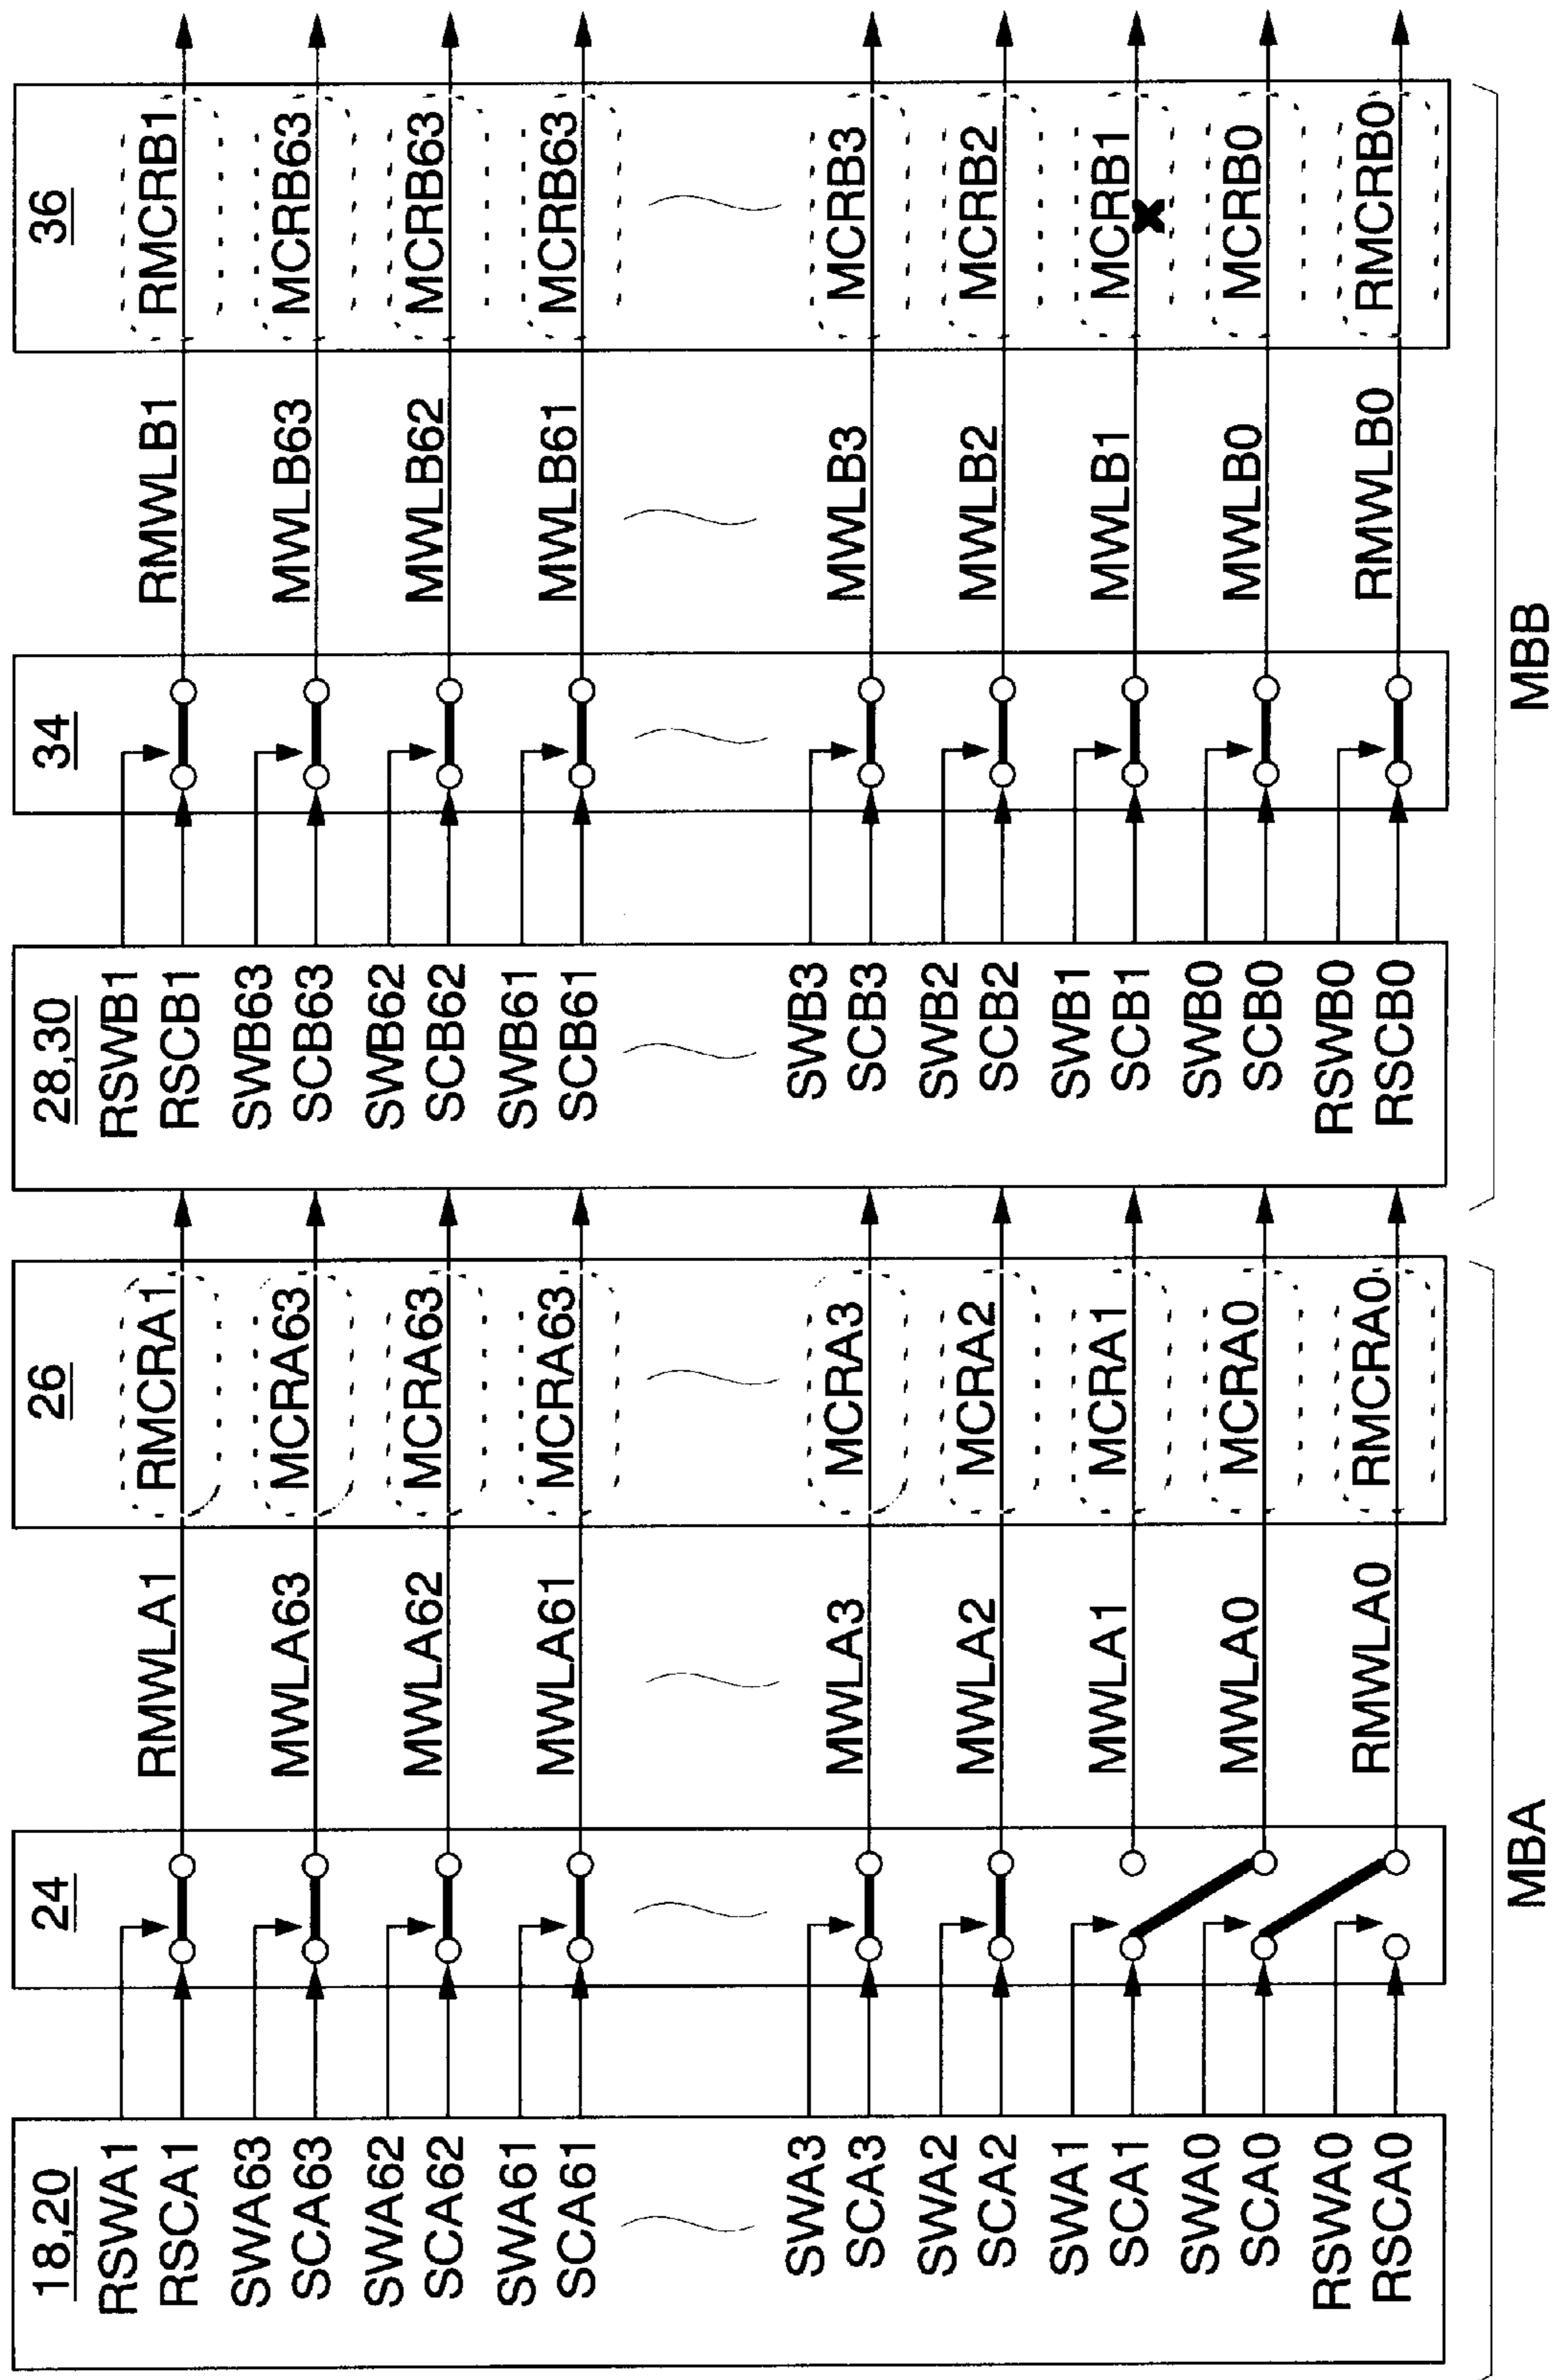 18,20
RSWA1
RSCA1
SWA63
SCA63
SWA62
SCA62
SWA61
SCA61
SWA3
SCA3
SWA2
SCA2
SWA1
SCA1
SWA0
SCA0
RSWA0
RSCA0
24
RMWLA1
MWLA63
MWLA62
MWLA61
MWLA3
MWLA2
MWLA1
MWLA0
RMWLA0
26
RMCRA1
MCRA63
MCRA63
MCRA63
MCRA3
MCRA2
MCRA1
MCRA0
RMCRA0
MBA
28,30
RSWB1
RSCB1
SWB63
SCB63
SWB62
SCB62
SWB61
SCB61
SWB3
SCB3
SWB2
SCB2
SWB1
SCB1
SWB0
SCB0
RSWB0
RSCB0
34
RMWLB1
MWLB63
MWLB62
MWLB61
MWLB3
MWLB2
MWLB1
MWLB0
RMWLB0
36
RMCRB1
MCRB63
MCRB63
MCRB63
MCRB3
MCRB2
MCRB1
MCRB0
RMCRB0
MBB